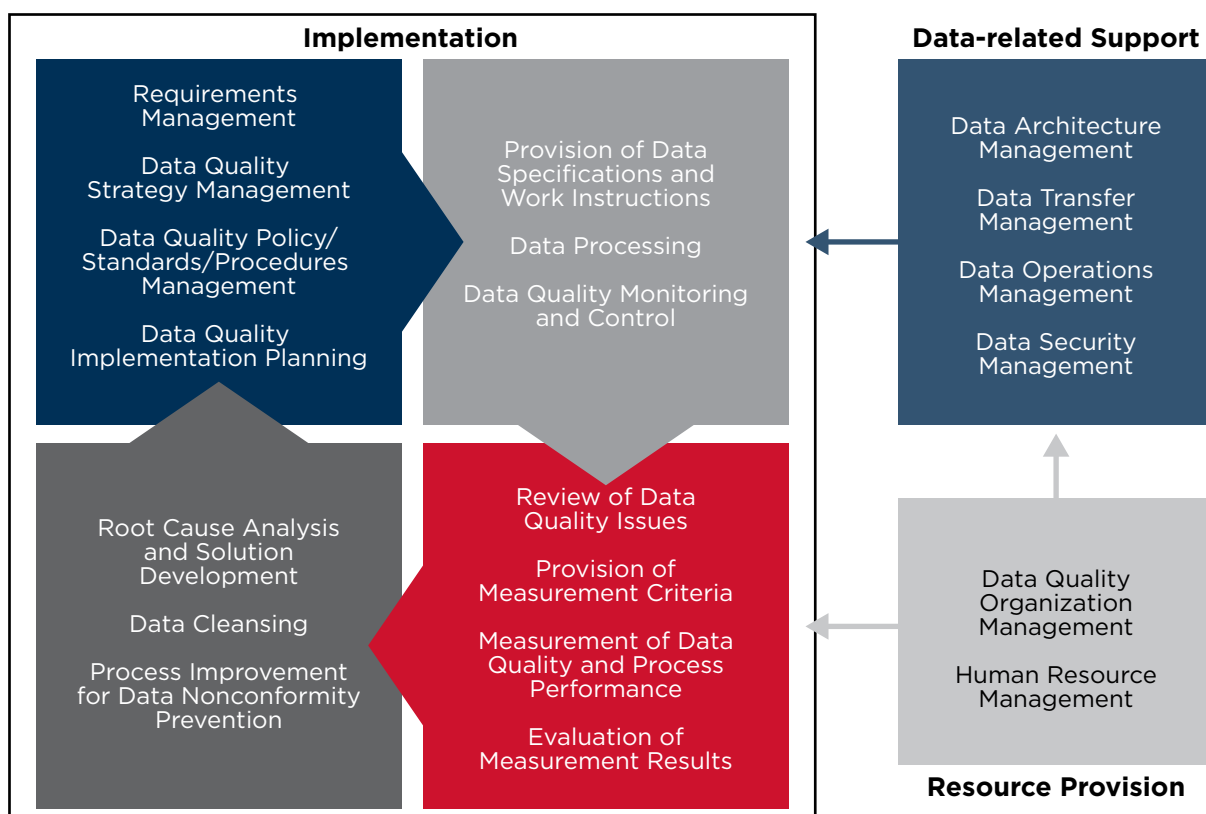 Implementation
Requirements
Management
Data Quality
Strategy Management
Data Quality Policy/
Standards/Procedures
Management
Data Quality
Implementation Planning
Provision of Data
Specifications and
Work Instructions
Data Processing
Data Quality Monitoring
and Control
Root Cause Analysis
and Solution
Development
Data Cleansing
Process Improvement
for Data Nonconformity
Prevention
Review of Data
Quality Issues
Provision of
Measurement Criteria
Measurement of Data
Quality and Process
Performance
Evaluation of
Measurement Results
Data-related Support
Data Architecture
Management
Data Transfer
Management
Data Operations
Management
Data Security
Management
Data Quality
Organization
Management
Human Resource
Management
Resource Provision